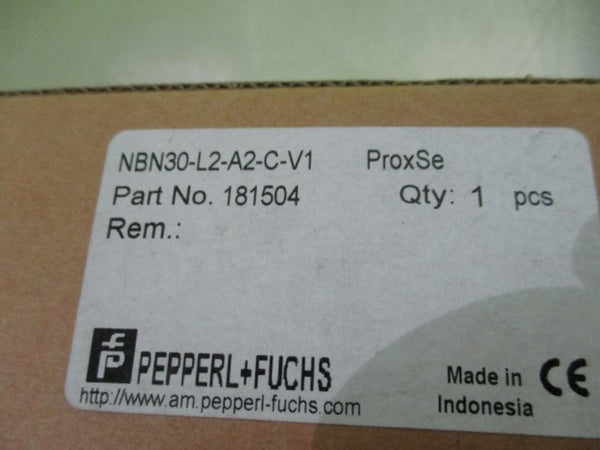 NBN30-L2-A2-C-V1 ProxSe
Part No. 181504 Qty: 1 pcs
Rem.:
PEPPERL+FUCHS
http://www.am.pepperl-fuchs.com
Made in
Indonesia
CE